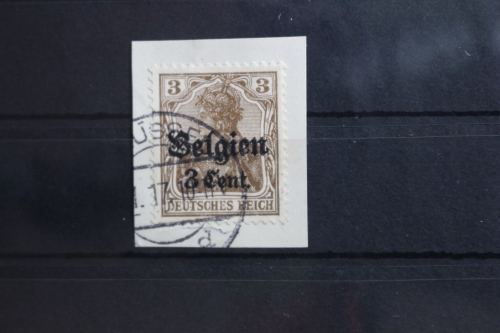 3 3
Belgien
3 Cent.
DEUTSCHES REICH